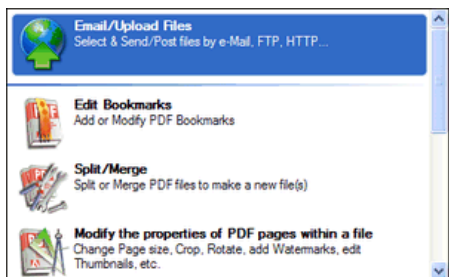 Email/Upload Files
Select & Send/Post files by e-Mail, FTP, HTTP...
Edit Bookmarks
Add or Modify PDF Bookmarks
Split/Merge
Split or Merge PDF files to make a new file(s)
Modify the properties of PDF pages within a file
Change Page size, Crop, Rotate, add Watermarks, edit
Thumbnails, etc.